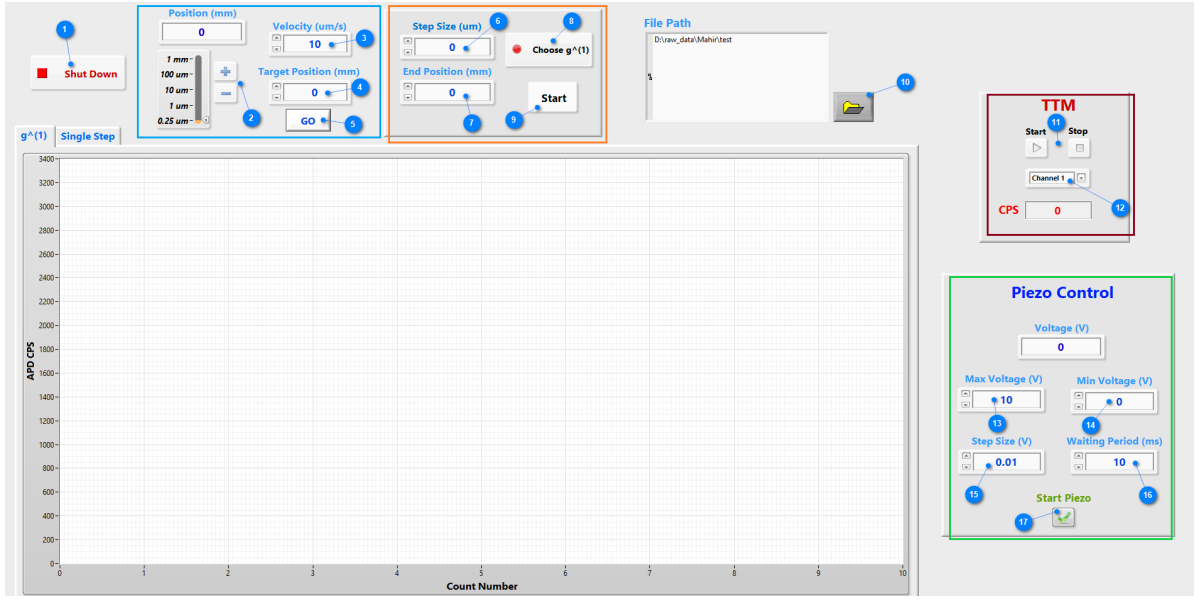 1
Shut Down
Position (mm)
0
Velocity (um/s)
10
3
1 mm
100 um
10 um
1 um
0.25 um
2
Target Position (mm)
0
4
GO
5
Step Size (um)
0
6
End Position (mm)
0
7
8
Choose g^(1)
Start
9
File Path
D:\raw_data\Mahir\test
%
10
TTM
11
Start
Stop
Channel 1
12
CPS
0
g^(1)
Single Step
3400
3200
3000
2800
2600
2400
2200
2000
1800
1600
1400
1200
1000
800
600
400
200
0
APD CPS
0
1
2
3
4
5
6
7
8
9
10
Count Number
Piezo Control
Voltage (V)
0
Max Voltage (V)
10
13
Min Voltage (V)
0
14
Step Size (V)
0.01
15
Waiting Period (ms)
10
16
Start Piezo
17